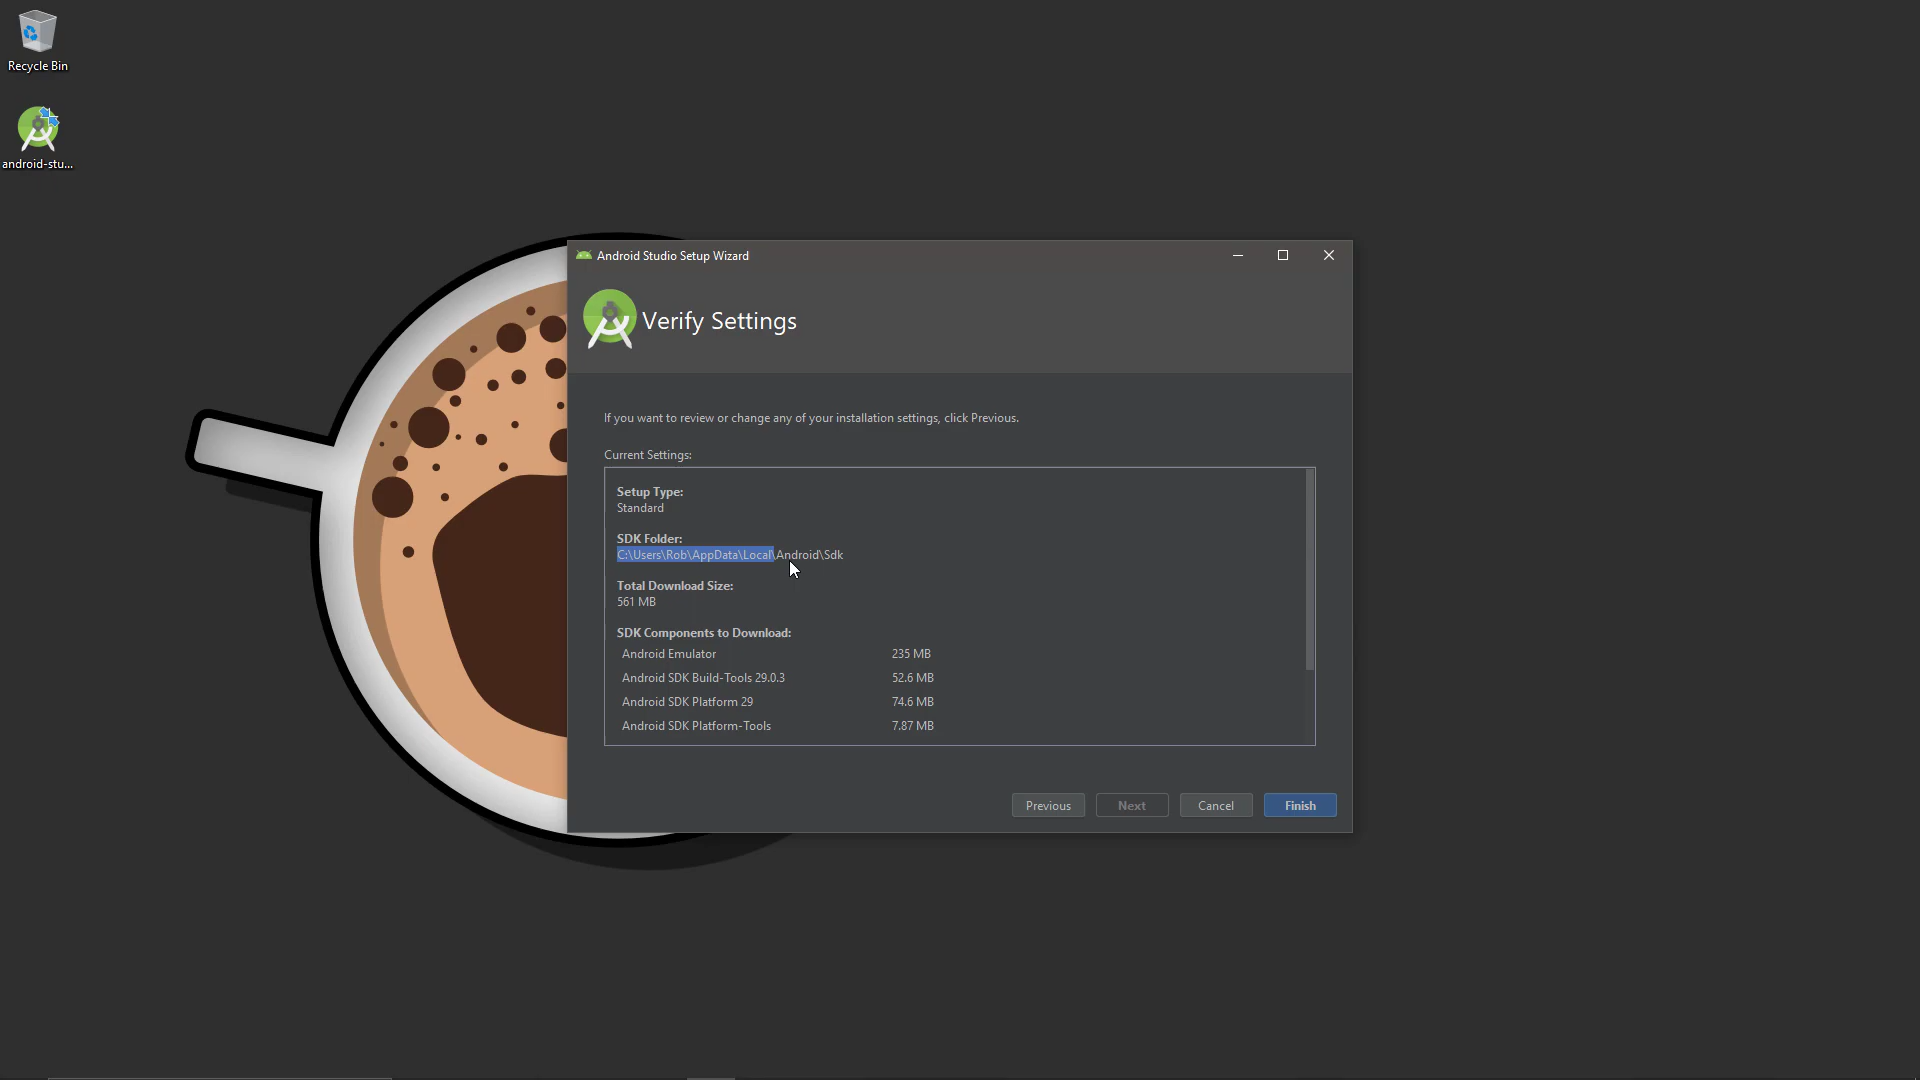 Recycle Bin
android-stu...
Android Studio Setup Wizard
Verify Settings
If you want to review or change any of your installation settings, click Previous.
Current Settings:
Setup Type:
Standard
SDK Folder:
C:\Users\Rob\AppData\Local\Android\Sdk
Total Download Size:
561 MB
SDK Components to Download:
Android Emulator 235 MB
Android SDK Build-Tools 29.0.3 52.6 MB
Android SDK Platform 29 74.6 MB
Android SDK Platform-Tools 7.87 MB
Previous Next Cancel Finish